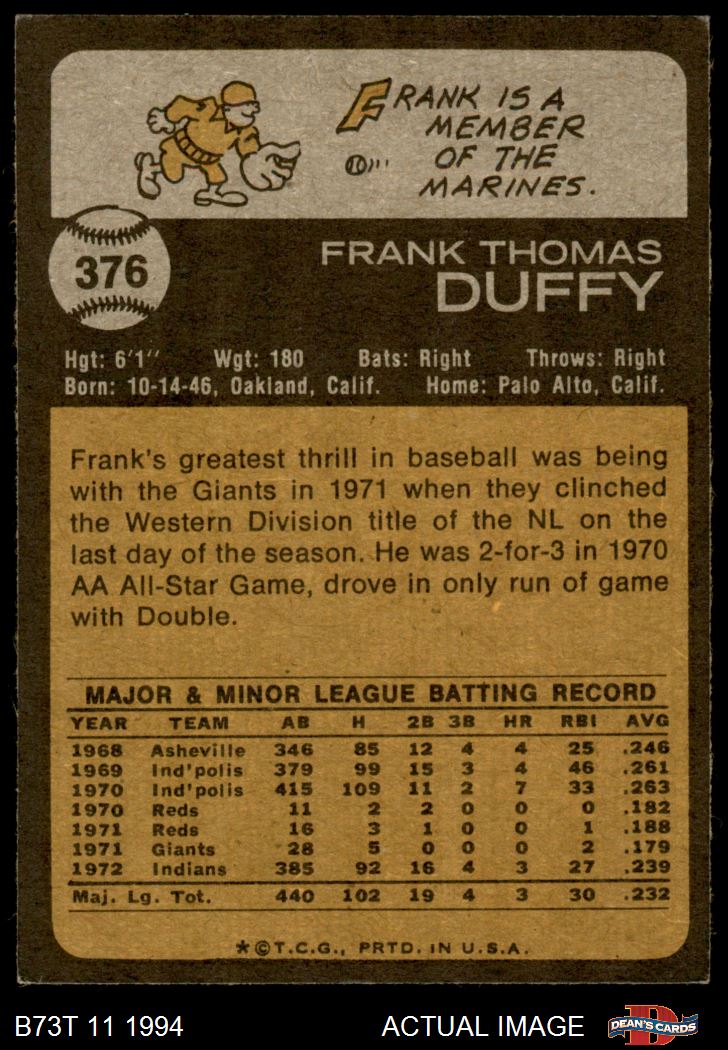 FRANK IS A
MEMBER
OF THE
MARINES.
376
FRANK THOMAS
DUFFY
Hgt: 6'1" Wgt: 180 Bats: Right Throws: Right
Born: 10-14-46, Oakland, Calif. Home: Palo Alto, Calif.
Frank's greatest thrill in baseball was being
with the Giants in 1971 when they clinched
the Western Division title of the NL on the
last day of the season. He was 2-for-3 in 1970
AA All-Star Game, drove in only run of game
with Double.
MAJOR & MINOR LEAGUE BATTING RECORD
YEAR TEAM AB H 2B 3B HR RBI AVG
1968 Asheville 346 85 12 4 4 25 .246
1969 Ind'polis 379 99 15 3 4 46 .261
1970 Ind'polis 415 109 11 2 7 33 .263
1970 Reds 11 2 2 0 0 0 .182
1971 Reds 16 3 1 0 0 1 .188
1971 Giants 28 5 0 0 0 2 .179
1972 Indians 385 92 16 4 3 27 .239
Maj. Lg. Tot. 440 102 19 4 3 30 .232
*©T.C.G., PRTD. IN U.S.A.
B73T 11 1994 ACTUAL IMAGE D DEAN'S CARDS